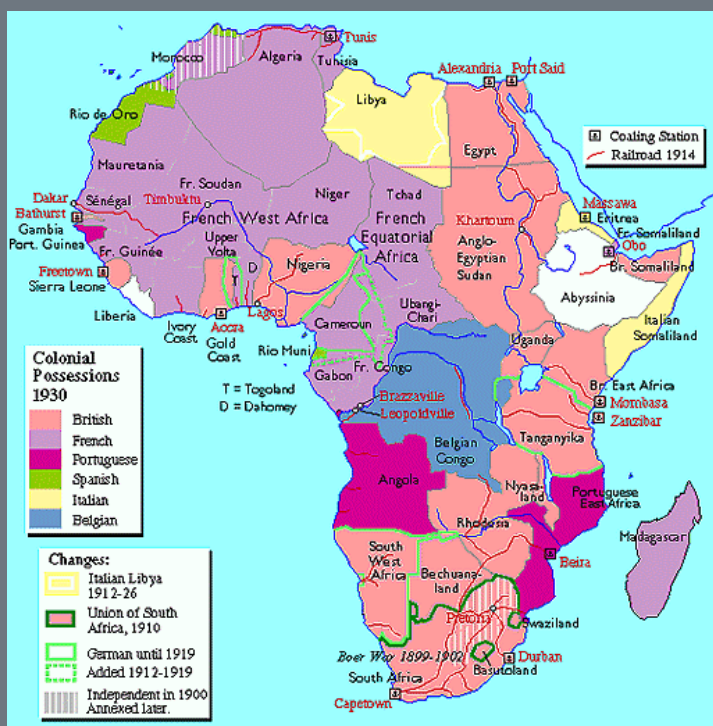 Tunis
Morocco
Algeria
Tunisia
Alexandria
Port Said
Libya
Rio de Oro
Egypt
Coaling Station
Railroad 1914
Mauretania
Fr. Soudan
Niger
Tchad
Dakar
Sénégal
Timbuktu
Massawa
Bathurst
French West Africa
French
Equatorial
Africa
Khartoum
Eritrea
Gambia
Port. Guinea
Fr. Guinée
Upper
Volta
Anglo-
Egyptian
Sudan
Fr. Somaliland
Obo
Br. Somaliland
Nigeria
T
D
Freetown
Sierra Leone
Abyssinia
Liberia
Lagos
Ubangi-
Chari
Ivory
Coast
Accra
Gold
Coast
Cameroun
Italian
Somaliland
Uganda
Rio Muni
Fr. Congo
Gabon
Colonial
Possessions
1930
T = Togoland
D = Dahomey
Brazzaville
Leopoldville
Br. East Africa
Mombasa
Zanzibar
British
French
Portuguese
Spanish
Italian
Belgian
Belgian
Congo
Tanganyika
Angola
Nyasa-
land
Portuguese
East Africa
Rhodesia
Madagascar
Changes:
Italian Libya
1912-26
Union of South
Africa, 1910
German until 1919
Added 1912-1919
Independent in 1900
Annexed later.
South
West
Africa
Bechuana-
land
Beira
Pretoria
Swaziland
Boer War 1899-1902
Durban
Basutoland
South Africa
Capetown